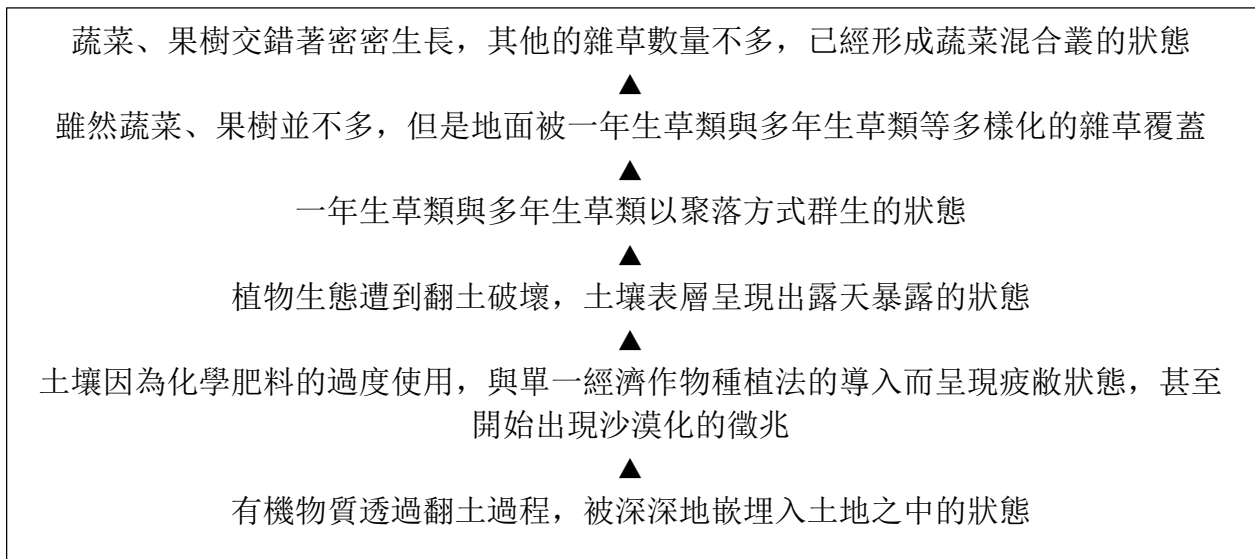 蔬菜、果樹交錯著密密生長，其他的雜草數量不多，已經形成蔬菜混合叢的狀態
▲
雖然蔬菜、果樹並不多，但是地面被一年生草類與多年生草類等多樣化的雜草覆蓋
▲
一年生草類與多年生草類以聚落方式群生的狀態
▲
植物生態遭到翻土破壞，土壤表層呈現出露天暴露的狀態
▲
土壤因為化學肥料的過度使用，與單一經濟作物種植法的導入而呈現疲敝狀態，甚至
開始出現沙漠化的徵兆
▲
有機物質透過翻土過程，被深深地嵌埋入土地之中的狀態